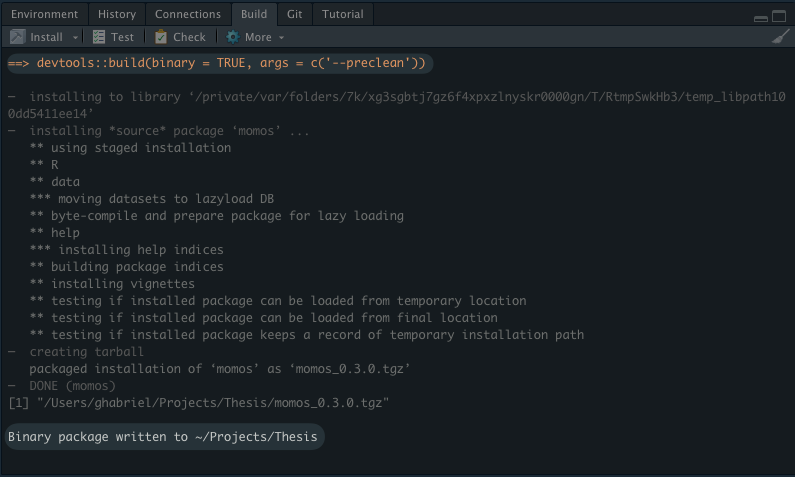 Environment History Connections Build Git Tutorial
Install Test Check More
==> devtools::build(binary = TRUE, args = c('--preclean'))
─  installing to library ‘/private/var/folders/7k/xg3sgbtj7gz6f4xpxzlnyskr0000gn/T/RtmpSwkHb3/temp_libpath10
0dd5411ee14’
─  installing *source* package ‘momos’ ...
   ** using staged installation
   ** R
   ** data
   *** moving datasets to lazyload DB
   ** byte-compile and prepare package for lazy loading
   ** help
   *** installing help indices
   ** building package indices
   ** installing vignettes
   ** testing if installed package can be loaded from temporary location
   ** testing if installed package can be loaded from final location
   ** testing if installed package keeps a record of temporary installation path
─  creating tarball
   packaged installation of ‘momos’ as ‘momos_0.3.0.tgz’
─  DONE (momos)
[1] "/Users/ghabriel/Projects/Thesis/momos_0.3.0.tgz"
Binary package written to ~/Projects/Thesis